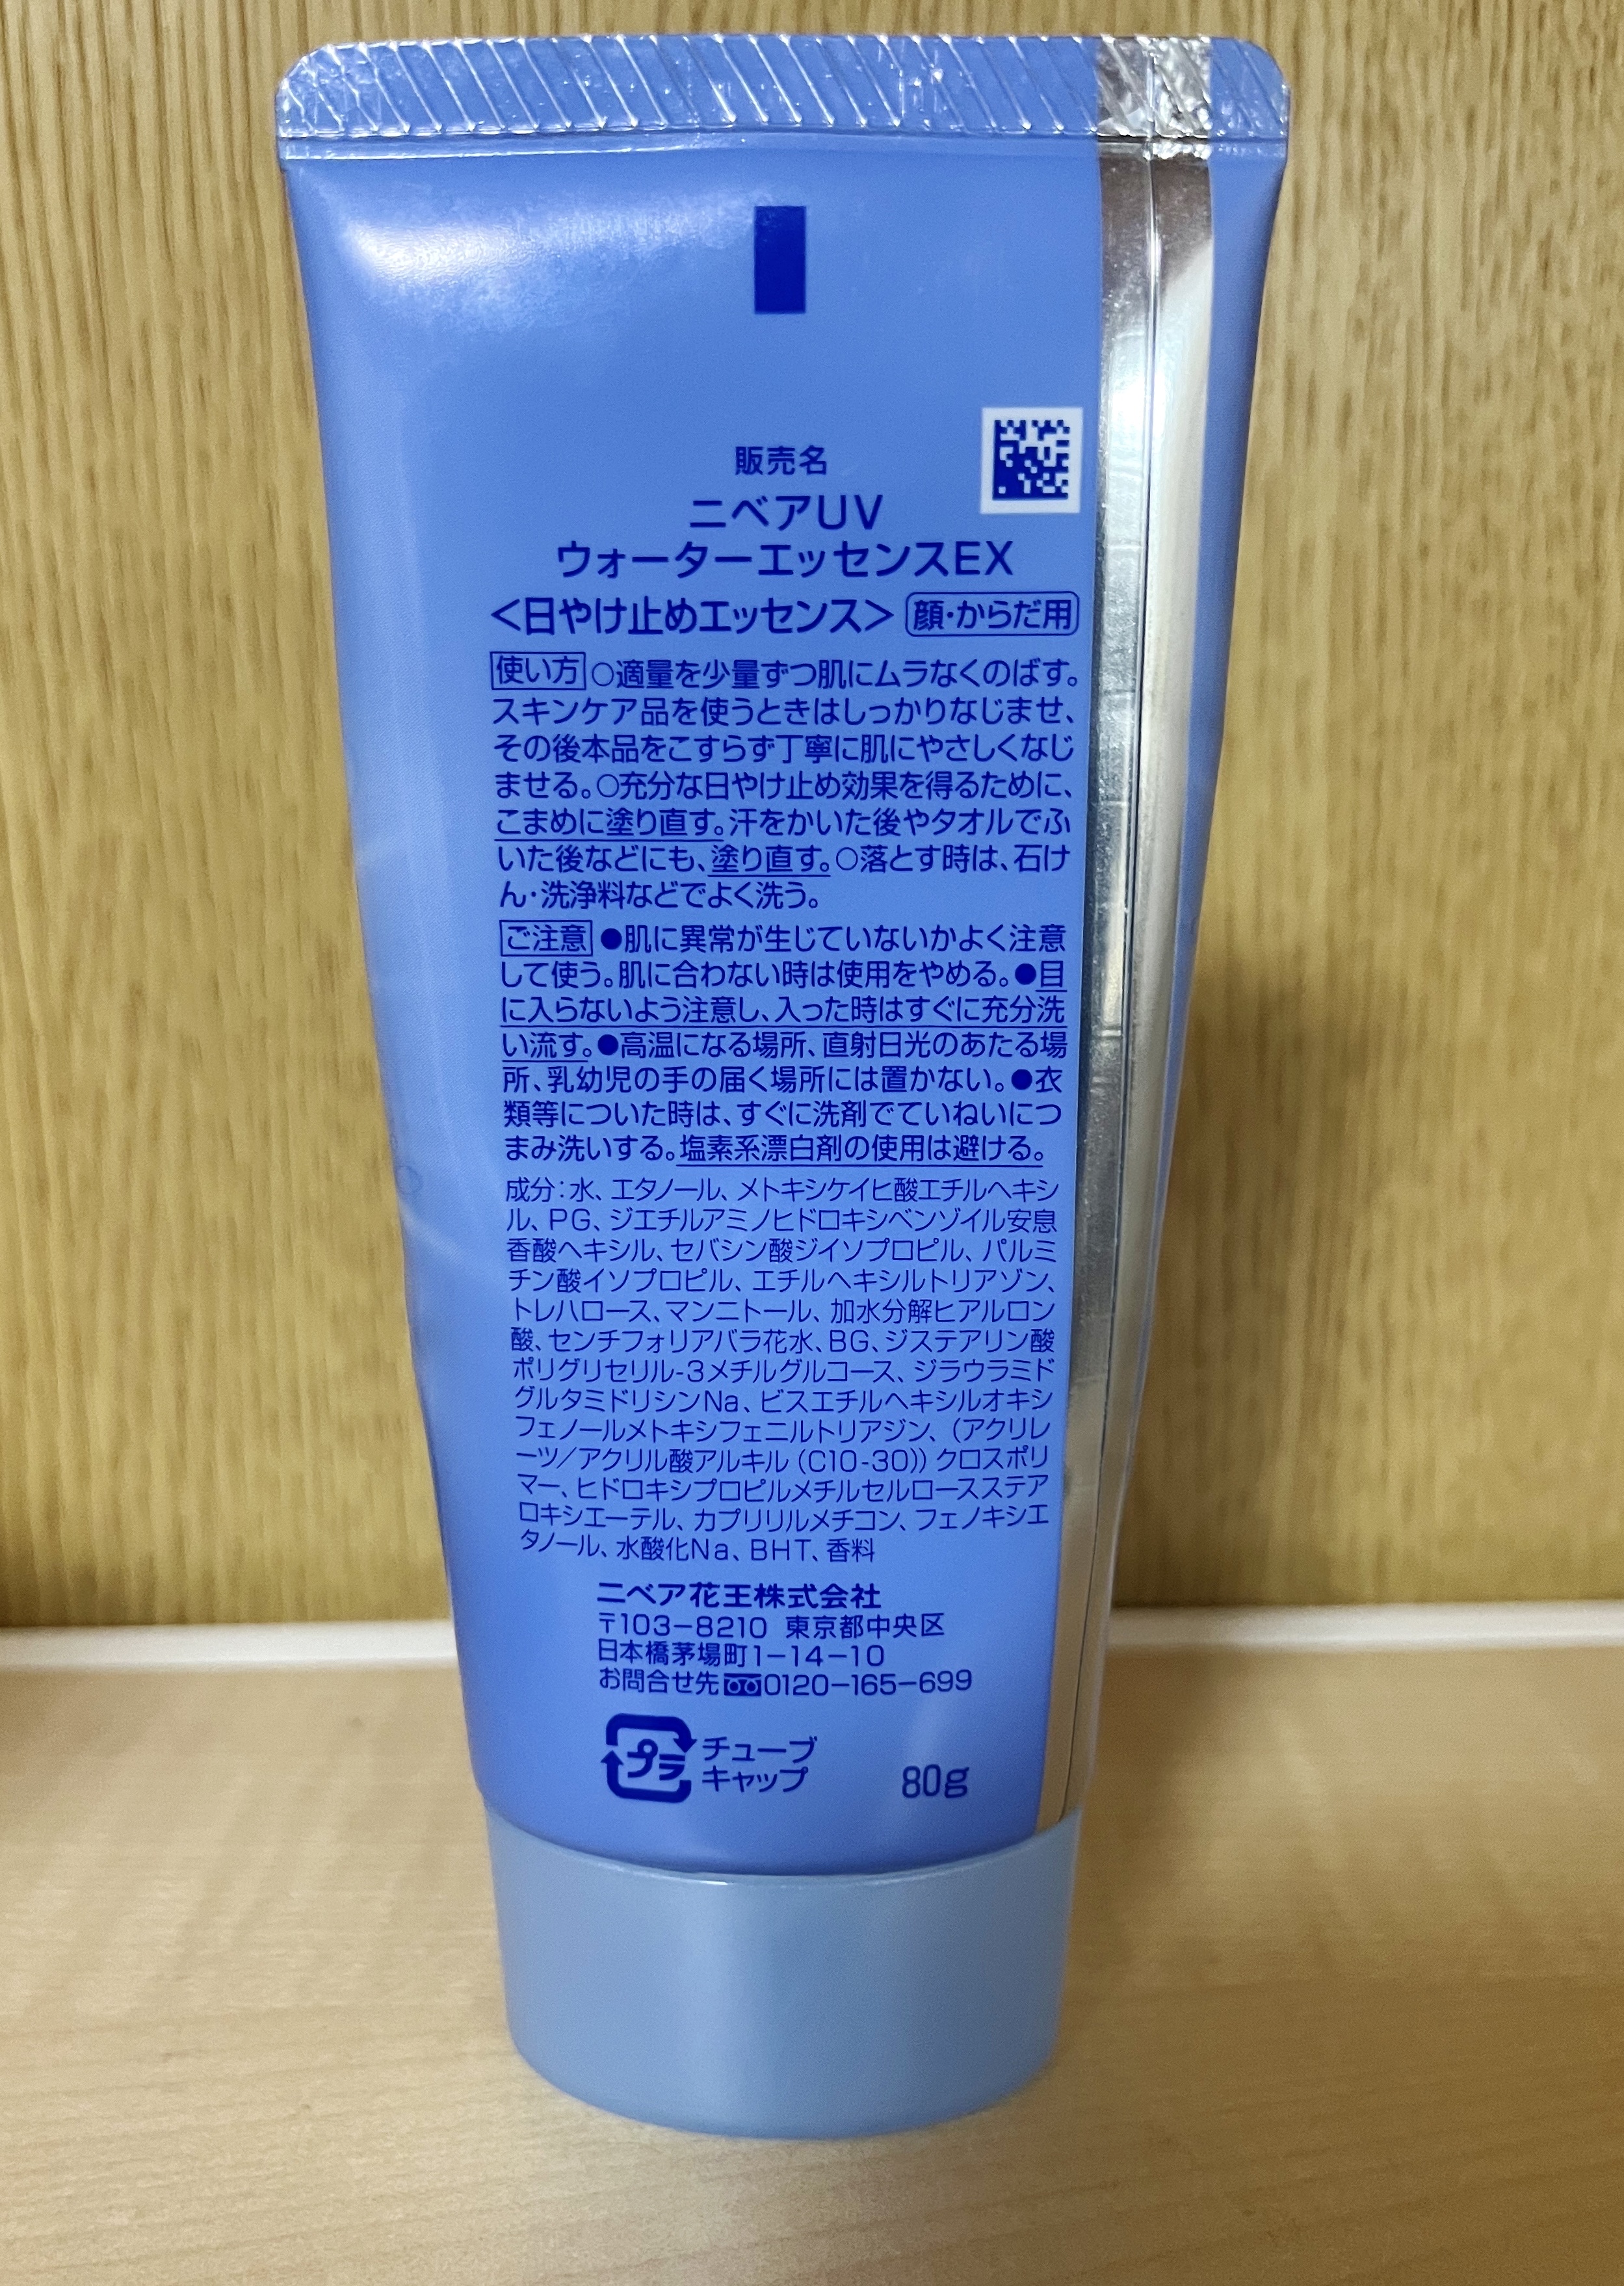 販売名
ニベアUV
ウォーターエッセンスEX
<日やけ止めエッセンス> 顔・からだ用
使い方 ○適量を少量ずつ肌にムラなくのばす。
スキンケア品を使うときはしっかりなじませ、
その後本品をこすらず丁寧に肌にやさしくなじ
ませる。○充分な日やけ止め効果を得るために、
こまめに塗り直す。汗をかいた後やタオルでふ
いた後などにも、塗り直す。○落とす時は、石け
ん・洗浄料などでよく洗う。
ご注意 ●肌に異常が生じていないかよく注意
して使う。肌に合わない時は使用をやめる。●目
に入らないよう注意し、入った時はすぐに充分洗
い流す。●高温になる場所、直射日光のあたる場
所、乳幼児の手の届く場所には置かない。●衣
類等についた時は、すぐに洗剤でていねいにつ
まみ洗いする。塩素系漂白剤の使用は避ける。
成分：水、エタノール、メトキシケイヒ酸エチルヘキシ
ル、PG、ジエチルアミノヒドロキシベンゾイル安息
香酸ヘキシル、セバシン酸ジイソプロピル、パルミ
チン酸イソプロピル、エチルヘキシルトリアゾン、
トレハロース、マンニトール、加水分解ヒアルロン
酸、センチフォリアバラ花水、BG、ジステアリン酸
ポリグリセリル-3メチルグルコース、ジラウラミド
グルタミドリシンNa、ビスエチルヘキシルオキシ
フェノールメトキシフェニルトリアジン、(アクリレ
ーツ/アクリル酸アルキル(C10-30))クロスポリ
マー、ヒドロキシプロピルメチルセルロースステア
ロキシエーテル、カプリリルメチコン、フェノキシエ
タノール、水酸化Na、BHT、香料
ニベア花王株式会社
〒103-8210 東京都中央区
日本橋茅場町1-14-10
お問合せ先 0120-165-699
プラ チューブ
キャップ
80g